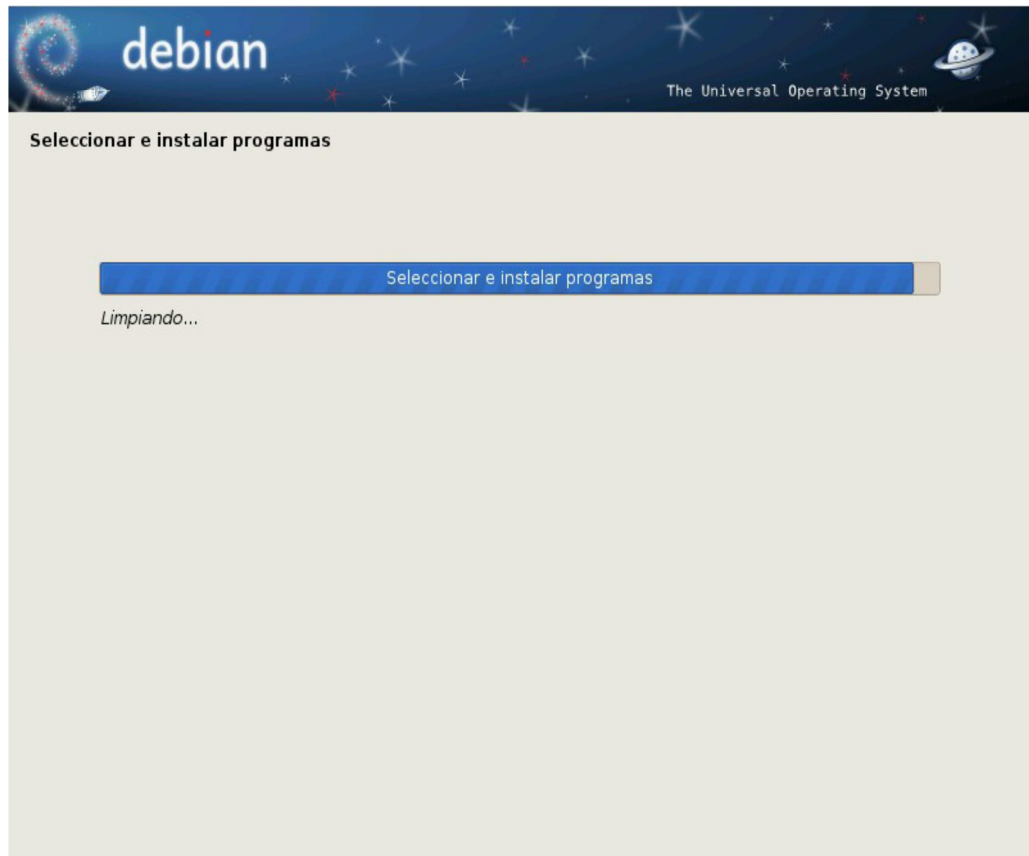 debian
The Universal Operating System
Seleccionar e instalar programas
Seleccionar e instalar programas
Limpiando...